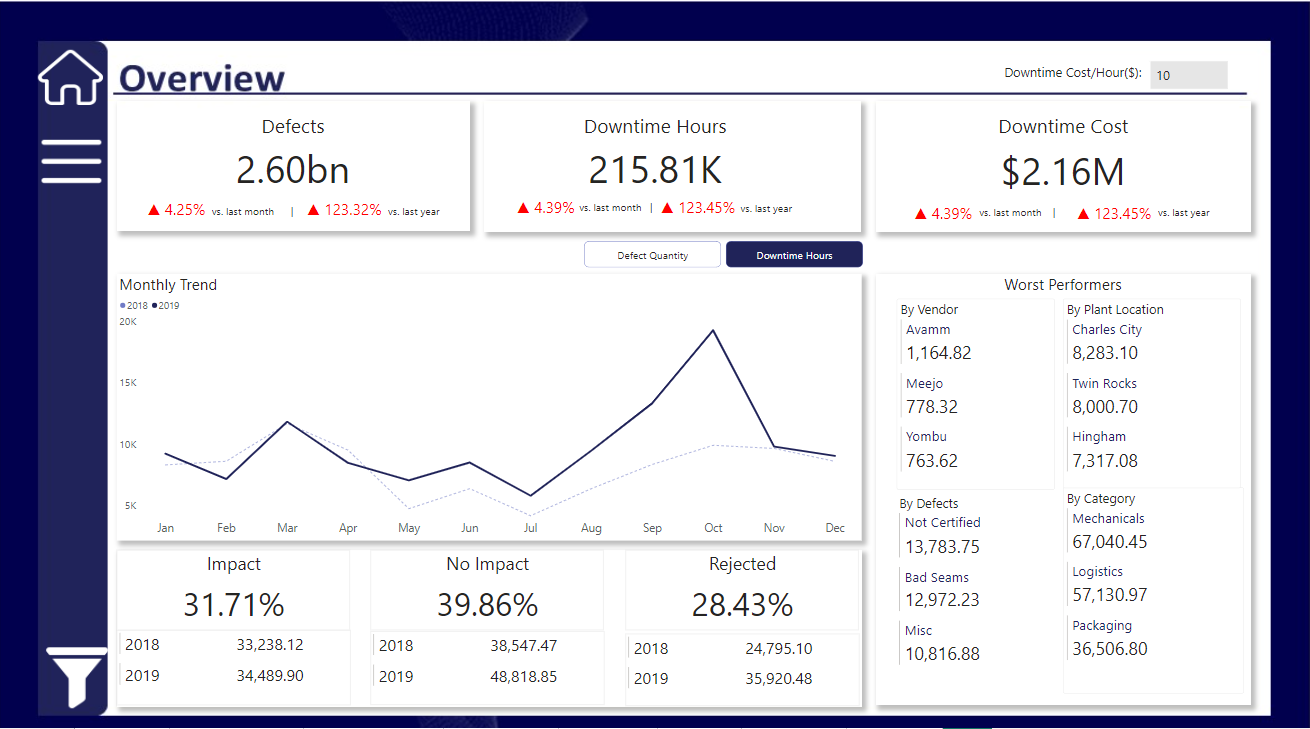 Overview
Downtime Cost/Hour($): 10
Defects
2.60bn
▲ 4.25% vs. last month | ▲ 123.32% vs. last year
Downtime Hours
215.81K
▲ 4.39% vs. last month | ▲ 123.45% vs. last year
Downtime Cost
$2.16M
▲ 4.39% vs. last month | ▲ 123.45% vs. last year
Defect Quantity
Downtime Hours
Monthly Trend
2018 2019
20K
15K
10K
5K
Jan Feb Mar Apr May Jun Jul Aug Sep Oct Nov Dec
Impact
31.71%
2018 33,238.12
2019 34,489.90
No Impact
39.86%
2018 38,547.47
2019 48,818.85
Rejected
28.43%
2018 24,795.10
2019 35,920.48
Worst Performers
By Vendor
Avamm
1,164.82
Meejo
778.32
Yombu
763.62
By Plant Location
Charles City
8,283.10
Twin Rocks
8,000.70
Hingham
7,317.08
By Defects
Not Certified
13,783.75
Bad Seams
12,972.23
Misc
10,816.88
By Category
Mechanicals
67,040.45
Logistics
57,130.97
Packaging
36,506.80